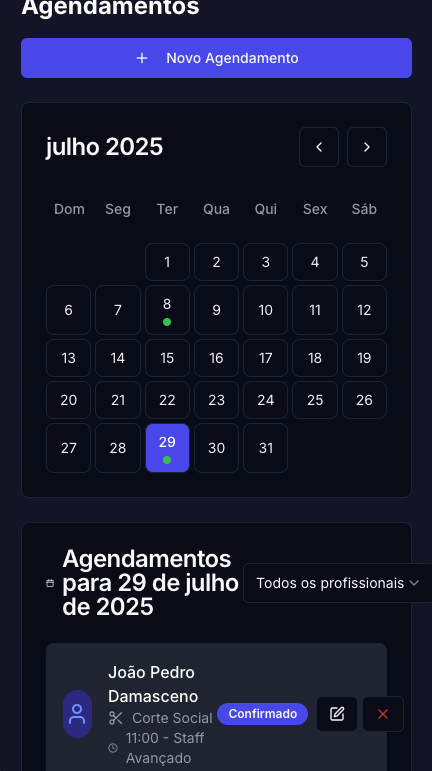 Agendamentos
Novo Agendamento
julho 2025
Dom Seg Ter Qua Qui Sex Sáb
1 2 3 4 5
6 7 8 9 10 11 12
13 14 15 16 17 18 19
20 21 22 23 24 25 26
27 28 29 30 31
Agendamentos
para 29 de julho
de 2025
Todos os profissionais
João Pedro
Damasceno
Corte Social
11:00 - Staff
Avançado
Confirmado